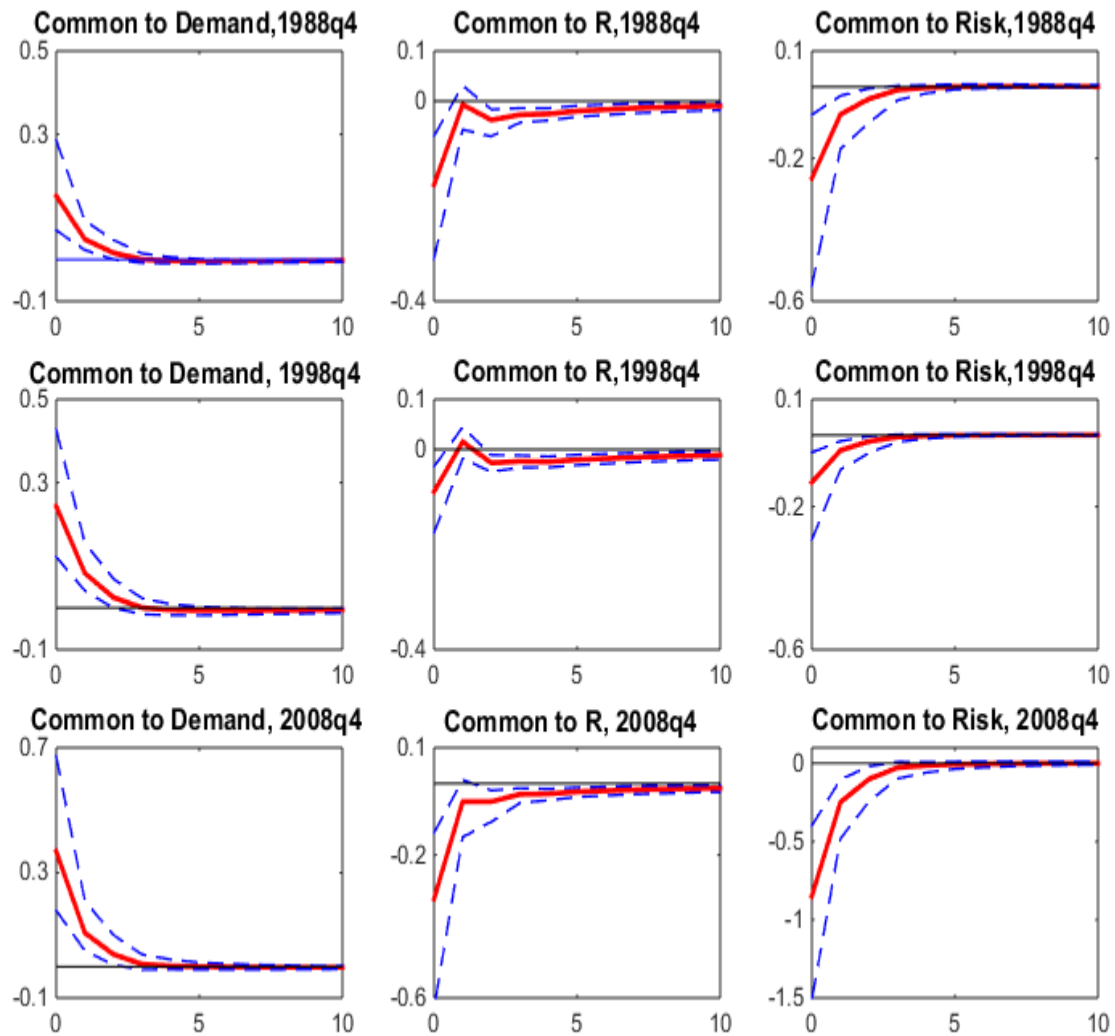 Common to Demand,1988q4
0.5
0.3
-0.1
0 5 10
Common to R,1988q4
0.1
0
-0.4
0 5 10
Common to Risk,1988q4
0.1
-0.2
-0.6
0 5 10
Common to Demand, 1998q4
0.5
0.3
-0.1
0 5 10
Common to R,1998q4
0.1
0
-0.4
0 5 10
Common to Risk,1998q4
0.1
-0.2
-0.6
0 5 10
Common to Demand, 2008q4
0.7
0.3
-0.1
0 5 10
Common to R, 2008q4
0.1
-0.2
-0.6
0 5 10
Common to Risk, 2008q4
0
-0.5
-1
-1.5
0 5 10